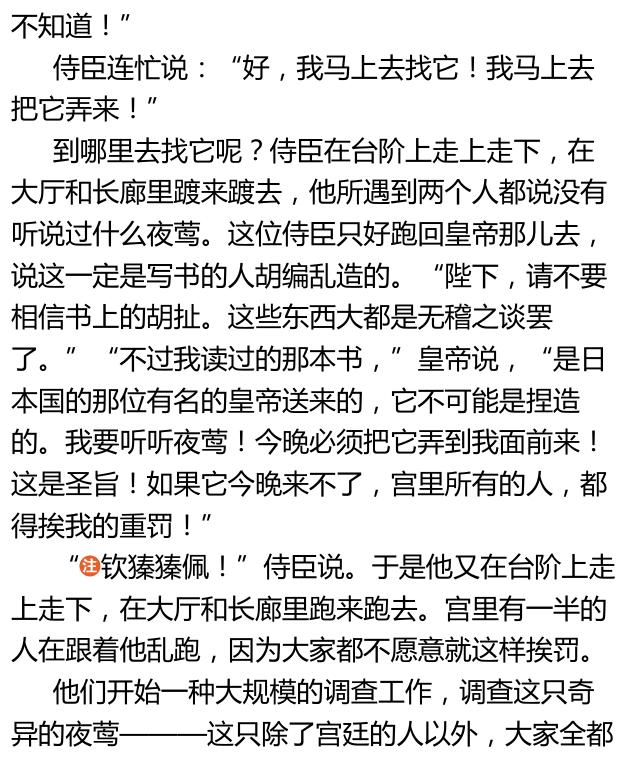 不知道！”
侍臣连忙说：“好，我马上去找它！我马上去
把它弄来！”
到哪里去找它呢？侍臣在台阶上走上走下，在
大厅和长廊里踱来踱去，他所遇到两个人都说没有
听说过什么夜莺。这位侍臣只好跑回皇帝那儿去，
说这一定是写书的人胡编乱造的。“陛下，请不要
相信书上的胡扯。这些东西大都是无稽之谈罢
了。”“不过我读过的那本书，”皇帝说，“是日
本国的那位有名的皇帝送来的，它不可能是捏造
的。我要听听夜莺！今晚必须把它弄到我面前来！
这是圣旨！如果它今晚来不了，宫里所有的人，都
得挨我的重罚！”
“注钦獉獉佩！”侍臣说。于是他又在台阶上走
上走下，在大厅和长廊里跑来跑去。宫里有一半的
人在跟着他乱跑，因为大家都不愿意就这样挨罚。
他们开始一种大规模的调查工作，调查这只奇
异的夜莺———这只除了宫廷的人以外，大家全都